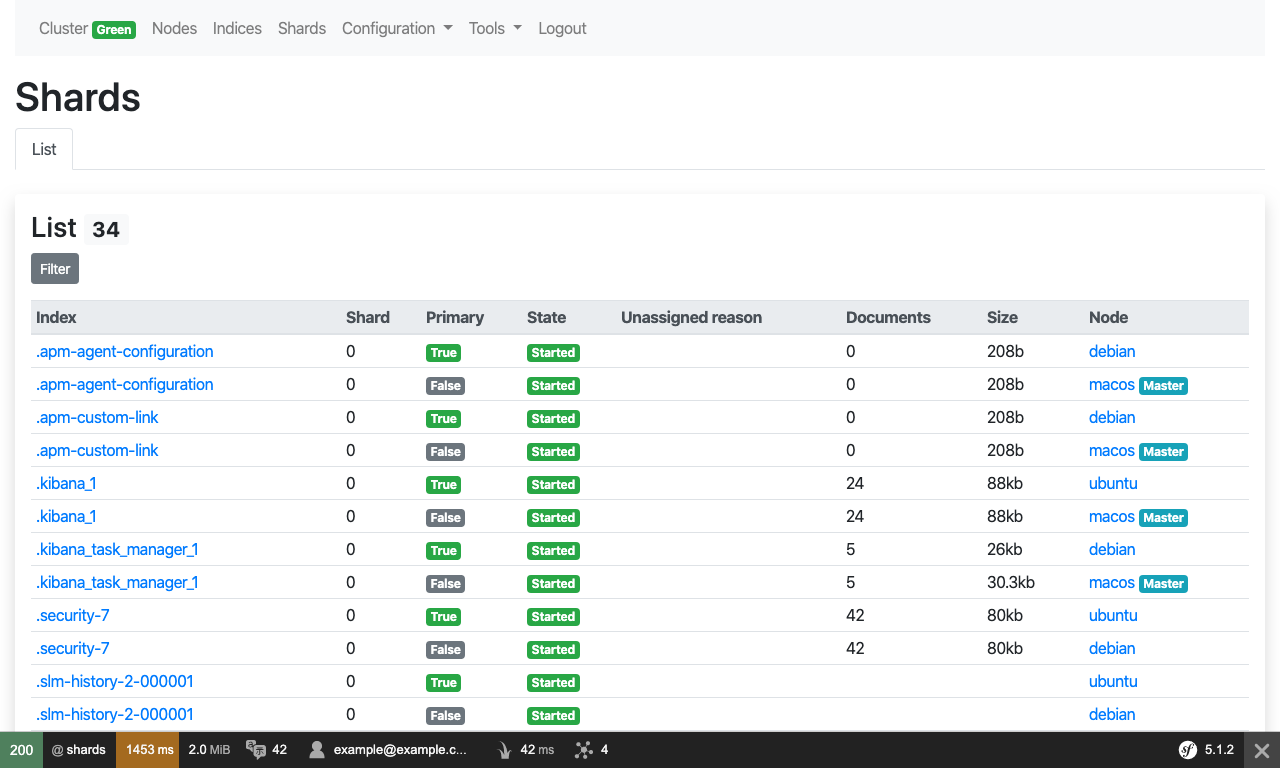 Cluster Green Nodes Indices Shards Configuration Tools Logout
Shards
List
List 34
Filter
Index Shard Primary State Unassigned reason Documents Size Node
.apm-agent-configuration 0 True Started 0 208b debian
.apm-agent-configuration 0 False Started 0 208b macos Master
.apm-custom-link 0 True Started 0 208b debian
.apm-custom-link 0 False Started 0 208b macos Master
.kibana_1 0 True Started 24 88kb ubuntu
.kibana_1 0 False Started 24 88kb macos Master
.kibana_task_manager_1 0 True Started 5 26kb debian
.kibana_task_manager_1 0 False Started 5 30.3kb macos Master
.security-7 0 True Started 42 80kb ubuntu
.security-7 0 False Started 42 80kb debian
.slm-history-2-000001 0 True Started ubuntu
.slm-history-2-000001 0 False Started debian
200 @ shards 1453 ms 2.0 MiB 42 example@example.c... 42 ms 4 sf 5.1.2